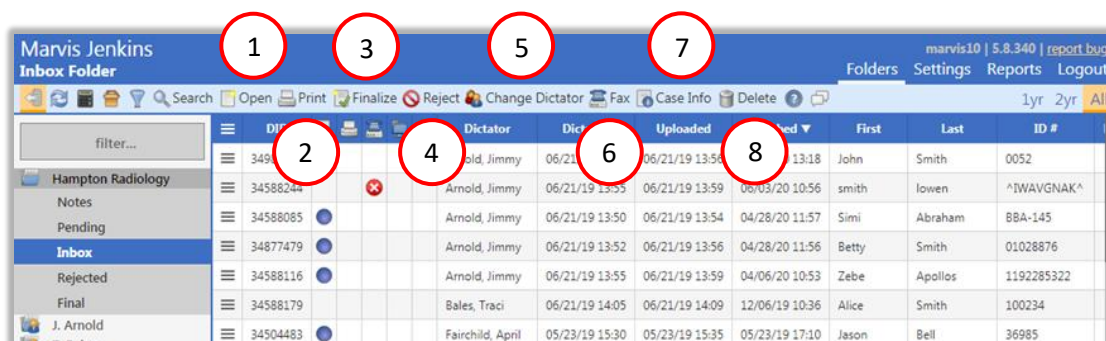 1 3 5 7
Marvis Jenkins
marvis10 | 5.8.340 | report bug
Inbox Folder
Folders Settings Reports Logout
Search Open Print Finalize Reject Change Dictator Fax Case Info Delete
1yr 2yr All
filter...
Dictator Uploaded First Last ID #
2 4 6 8
Jimmy 06/21/19 13:56 13:18 John Smith 0052
Hampton Radiology
34588244 Arnold, Jimmy 06/21/19 13:55 06/21/19 13:59 06/03/20 10:56 smith lowen ^IWAVGNAK^
Notes
34588085 Arnold, Jimmy 06/21/19 13:50 06/21/19 13:54 04/28/20 11:57 Simi Abraham BBA-145
Pending
34877479 Arnold, Jimmy 06/21/19 13:52 06/21/19 13:56 04/28/20 11:56 Betty Smith 01028876
Inbox
34588116 Arnold, Jimmy 06/21/19 13:55 06/21/19 13:59 04/06/20 10:53 Zebe Apollos 1192285322
Rejected
34588179 Bales, Traci 06/21/19 14:05 06/21/19 14:09 12/06/19 10:36 Alice Smith 100234
Final
34504483 Fairchild, April 05/23/19 15:30 05/23/19 15:35 05/23/19 17:10 Jason Bell 36985
J. Arnold